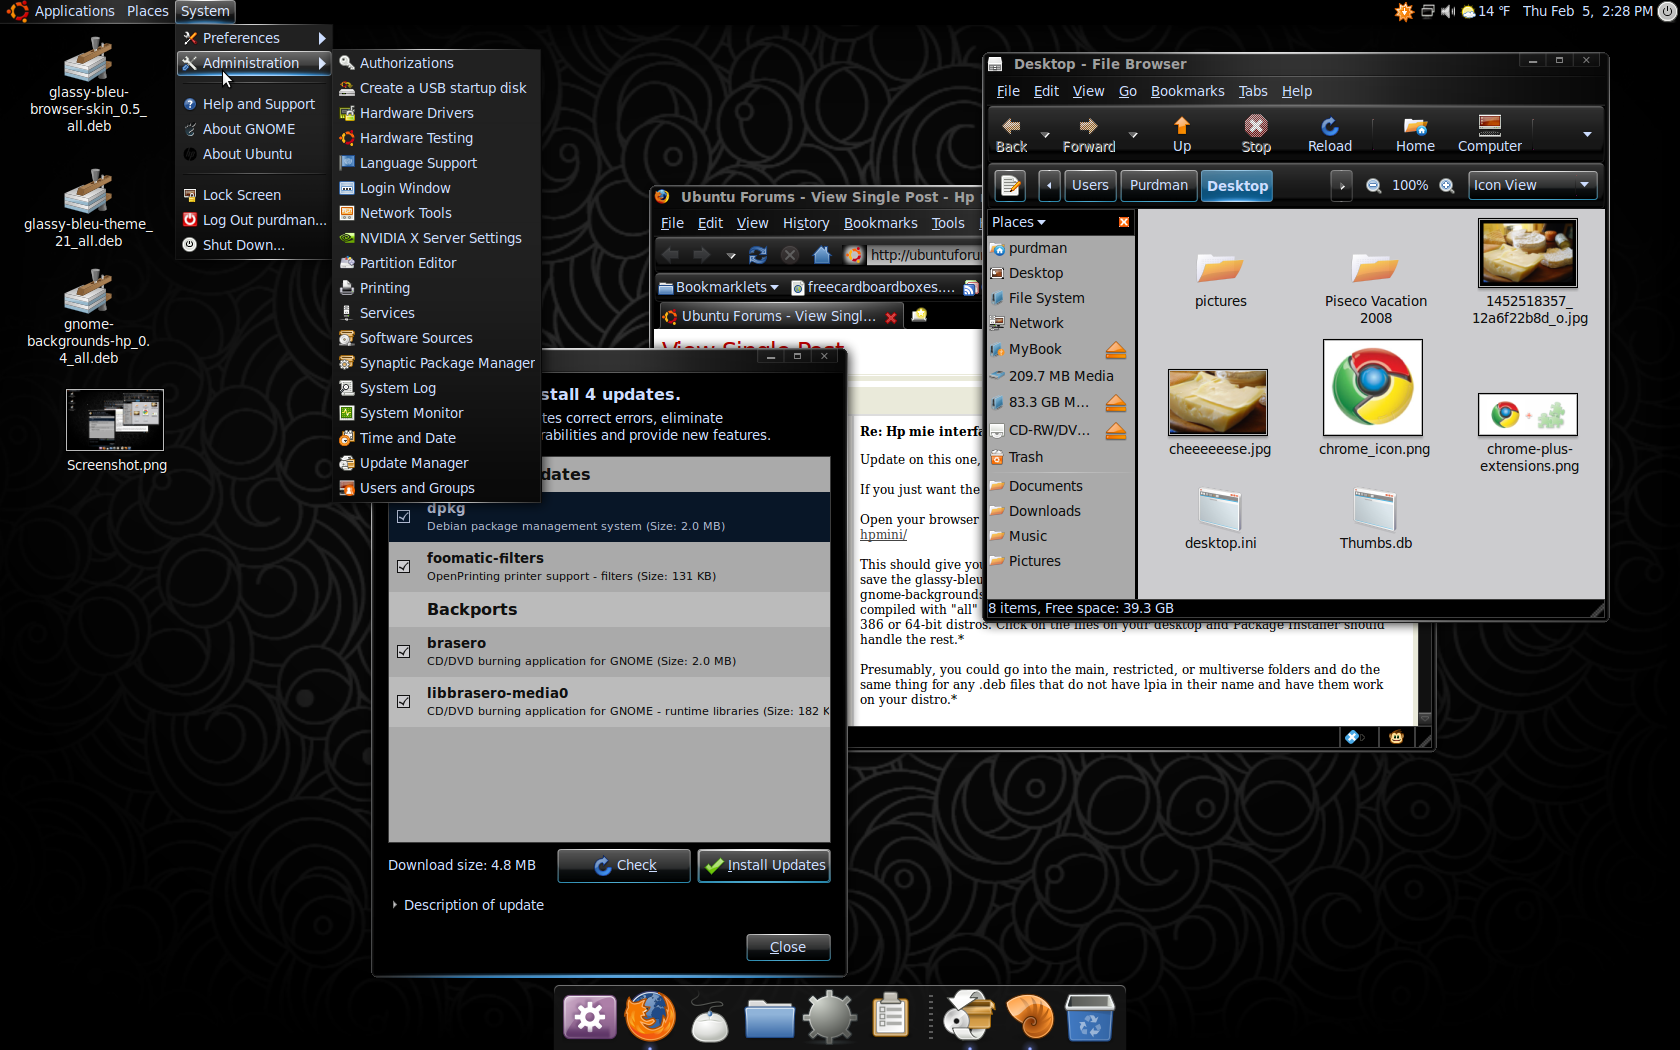 Applications Places System
14 °F Thu Feb 5, 2:28 PM
glassy-bleu-
browser-skin_0.5_
all.deb
glassy-bleu-theme_
21_all.deb
gnome-
backgrounds-hp_0.
4_all.deb
Screenshot.png
Preferences
Administration
Help and Support
About GNOME
About Ubuntu
Lock Screen
Log Out purdman...
Shut Down...
Authorizations
Create a USB startup disk
Hardware Drivers
Hardware Testing
Language Support
Login Window
Network Tools
NVIDIA X Server Settings
Partition Editor
Printing
Services
Software Sources
Synaptic Package Manager
System Log
System Monitor
Time and Date
Update Manager
Users and Groups
stall 4 updates.
tes correct errors, eliminate
rabilities and provide new features.
dates
dpkg
Debian package management system (Size: 2.0 MB)
foomatic-filters
OpenPrinting printer support - filters (Size: 131 KB)
Backports
brasero
CD/DVD burning application for GNOME (Size: 2.0 MB)
libbrasero-media0
CD/DVD burning application for GNOME - runtime libraries (Size: 182 K
Download size: 4.8 MB
Check
Install Updates
Description of update
Close
Ubuntu Forums - View Single Post - Hp
File Edit View History Bookmarks Tools
http://ubuntuforu
Bookmarklets
freecardboardboxes....
Ubuntu Forums - View Singl...
View Single Post
Re: Hp mie interfa
Update on this one,
If you just want the
Open your browser
hpmini/
This should give you
save the glassy-bleu
gnome-backgrounds
compiled with "all"
386 or 64-bit distros. Click on the files on your desktop and Package Installer should
handle the rest.*
Presumably, you could go into the main, restricted, or multiverse folders and do the
same thing for any .deb files that do not have lpia in their name and have them work
on your distro.*
Desktop - File Browser
File Edit View Go Bookmarks Tabs Help
Back Forward Up Stop Reload Home Computer
Users Purdman Desktop
100%
Icon View
Places
purdman
Desktop
File System
Network
MyBook
209.7 MB Media
83.3 GB M...
CD-RW/DV...
Trash
Documents
Downloads
Music
Pictures
pictures
Piseco Vacation
2008
1452518357_
12a6f22b8d_o.jpg
cheeeeeese.jpg
chrome_icon.png
chrome-plus-
extensions.png
desktop.ini
Thumbs.db
8 items, Free space: 39.3 GB